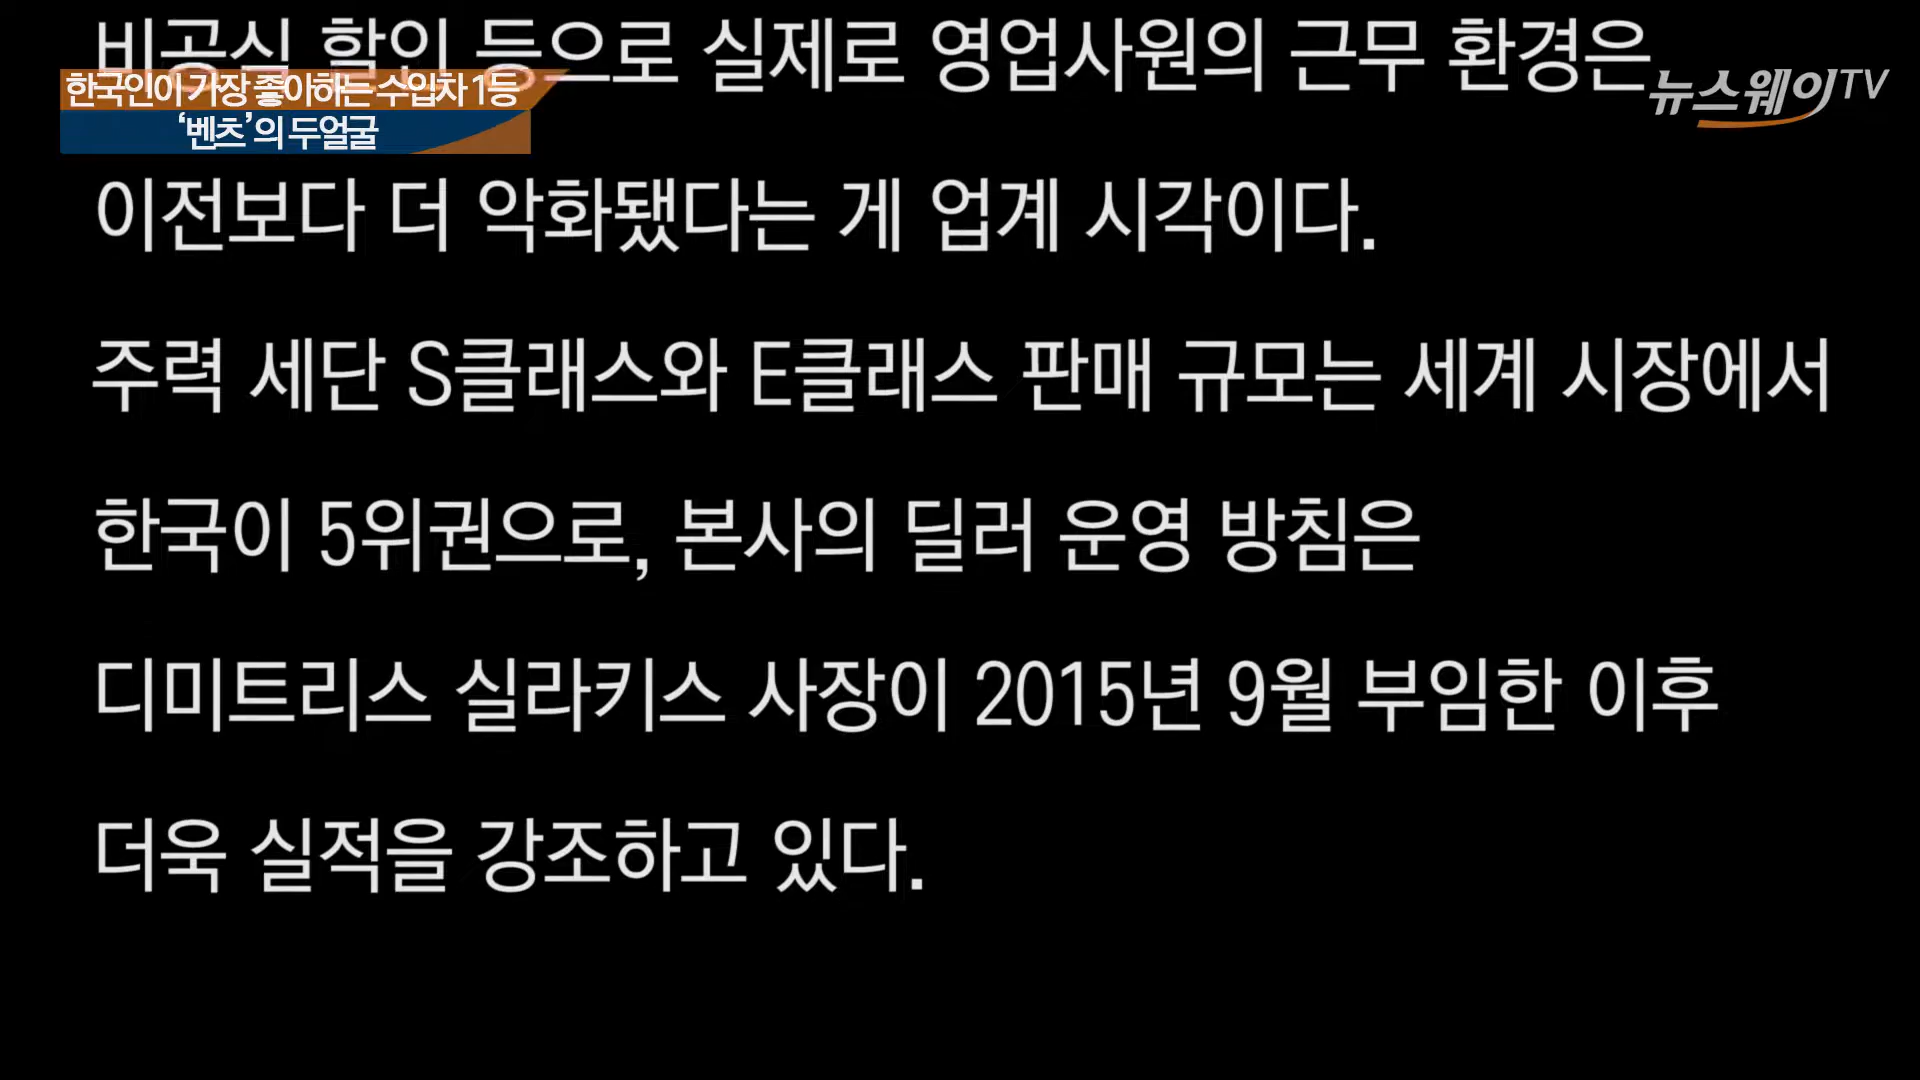 비공식 할인 등으로 실제로 영업사원의 근무 환경은
한국인이 가장 좋아하는 수입차 1등
‘벤츠’의 두얼굴
뉴스웨이TV
이전보다 더 악화됐다는 게 업계 시각이다.
주력 세단 S클래스와 E클래스 판매 규모는 세계 시장에서
한국이 5위권으로, 본사의 딜러 운영 방침은
디미트리스 실라키스 사장이 2015년 9월 부임한 이후
더욱 실적을 강조하고 있다.